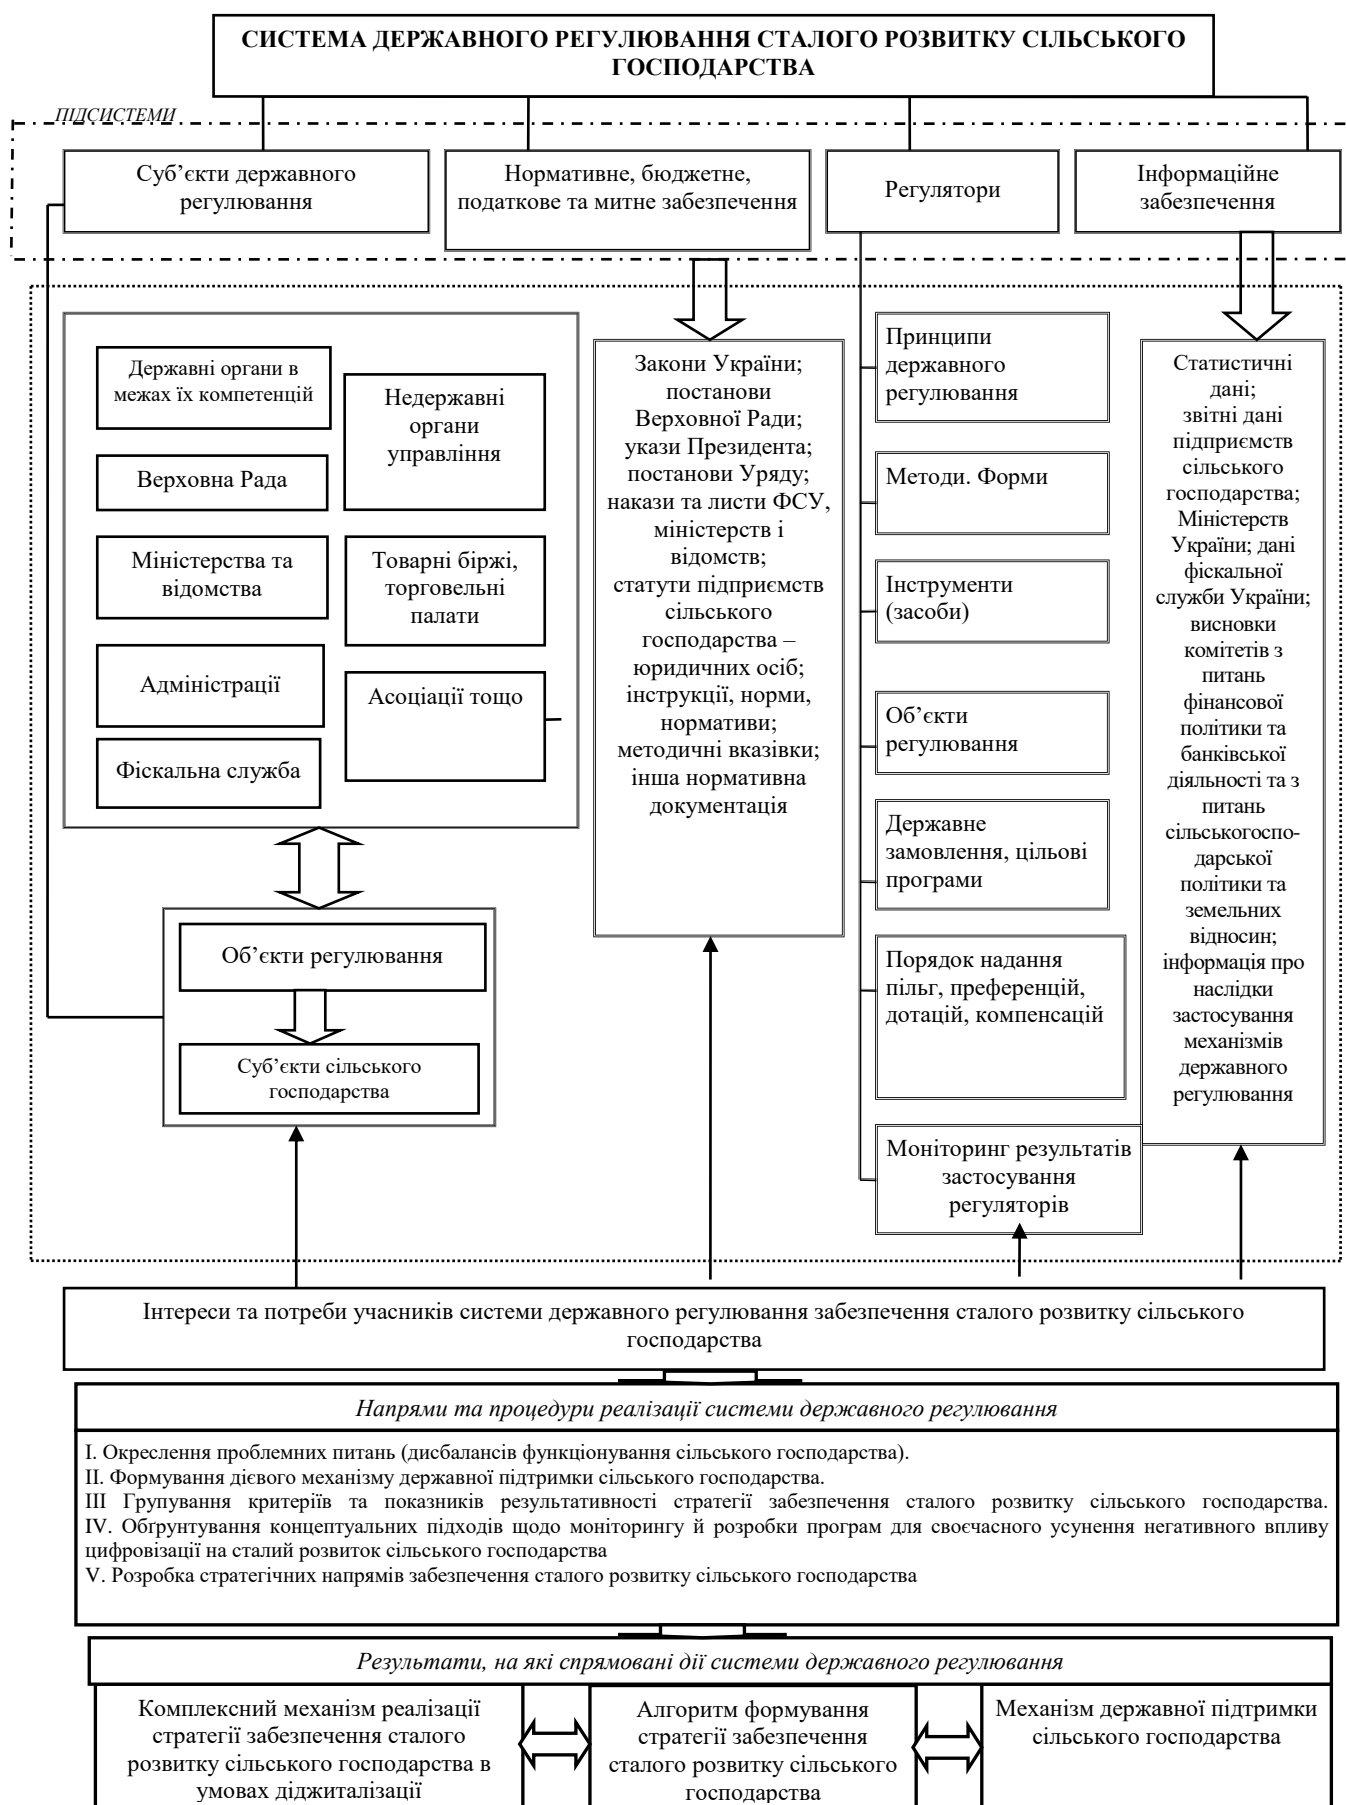 СИСТЕМА ДЕРЖАВНОГО РЕГУЛЮВАННЯ СТАЛОГО РОЗВИТКУ СІЛЬСЬКОГО
ГОСПОДАРСТВА
ПІДСИСТЕМИ
Суб’єкти державного
регулювання
Нормативне, бюджетне,
податкове та митне забезпечення
Регулятори
Інформаційне
забезпечення
Державні органи в
межах їх компетенцій
Верховна Рада
Міністерства та
відомства
Адміністрації
Фіскальна служба
Недержавні
органи
управління
Товарні біржі,
торговельні
палати
Асоціації тощо
Об’єкти регулювання
Суб’єкти сільського
господарства
Закони України;
постанови
Верховної Ради;
укази Президента;
постанови Уряду;
накази та листи ФСУ,
міністерств і
відомств;
статути підприємств
сільського
господарства –
юридичних осіб;
інструкції, норми,
нормативи;
методичні вказівки;
інша нормативна
документація
Принципи
державного
регулювання
Методи. Форми
Інструменти
(засоби)
Об’єкти
регулювання
Державне
замовлення, цільові
програми
Порядок надання
пільг, преференцій,
дотацій, компенсацій
Моніторинг результатів
застосування
регуляторів
Статистичні
дані;
звітні дані
підприємств
сільського
господарства;
Міністерств
України; дані
фіскальної
служби України;
висновки
комітетів з
питань
фінансової
політики та
банківської
діяльності та з
питань
сільськогоспо-
дарської
політики та
земельних
відносин;
інформація про
наслідки
застосування
механізмів
державного
регулювання
Інтереси та потреби учасників системи державного регулювання забезпечення сталого розвитку сільського
господарства
Напрями та процедури реалізації системи державного регулювання
І. Окреслення проблемних питань (дисбалансів функціонування сільського господарства).
ІІ. Формування дієвого механізму державної підтримки сільського господарства.
ІІІ Групування критеріїв та показників результативності стратегії забезпечення сталого розвитку сільського господарства.
IV. Обґрунтування концептуальних підходів щодо моніторингу й розробки програм для своєчасного усунення негативного впливу
цифровізації на сталий розвиток сільського господарства
V. Розробка стратегічних напрямів забезпечення сталого розвитку сільського господарства
Результати, на які спрямовані дії системи державного регулювання
Комплексний механізм реалізації
стратегії забезпечення сталого
розвитку сільського господарства в
умовах діджиталізації
Алгоритм формування
стратегії забезпечення
сталого розвитку сільського
господарства
Механізм державної підтримки
сільського господарства